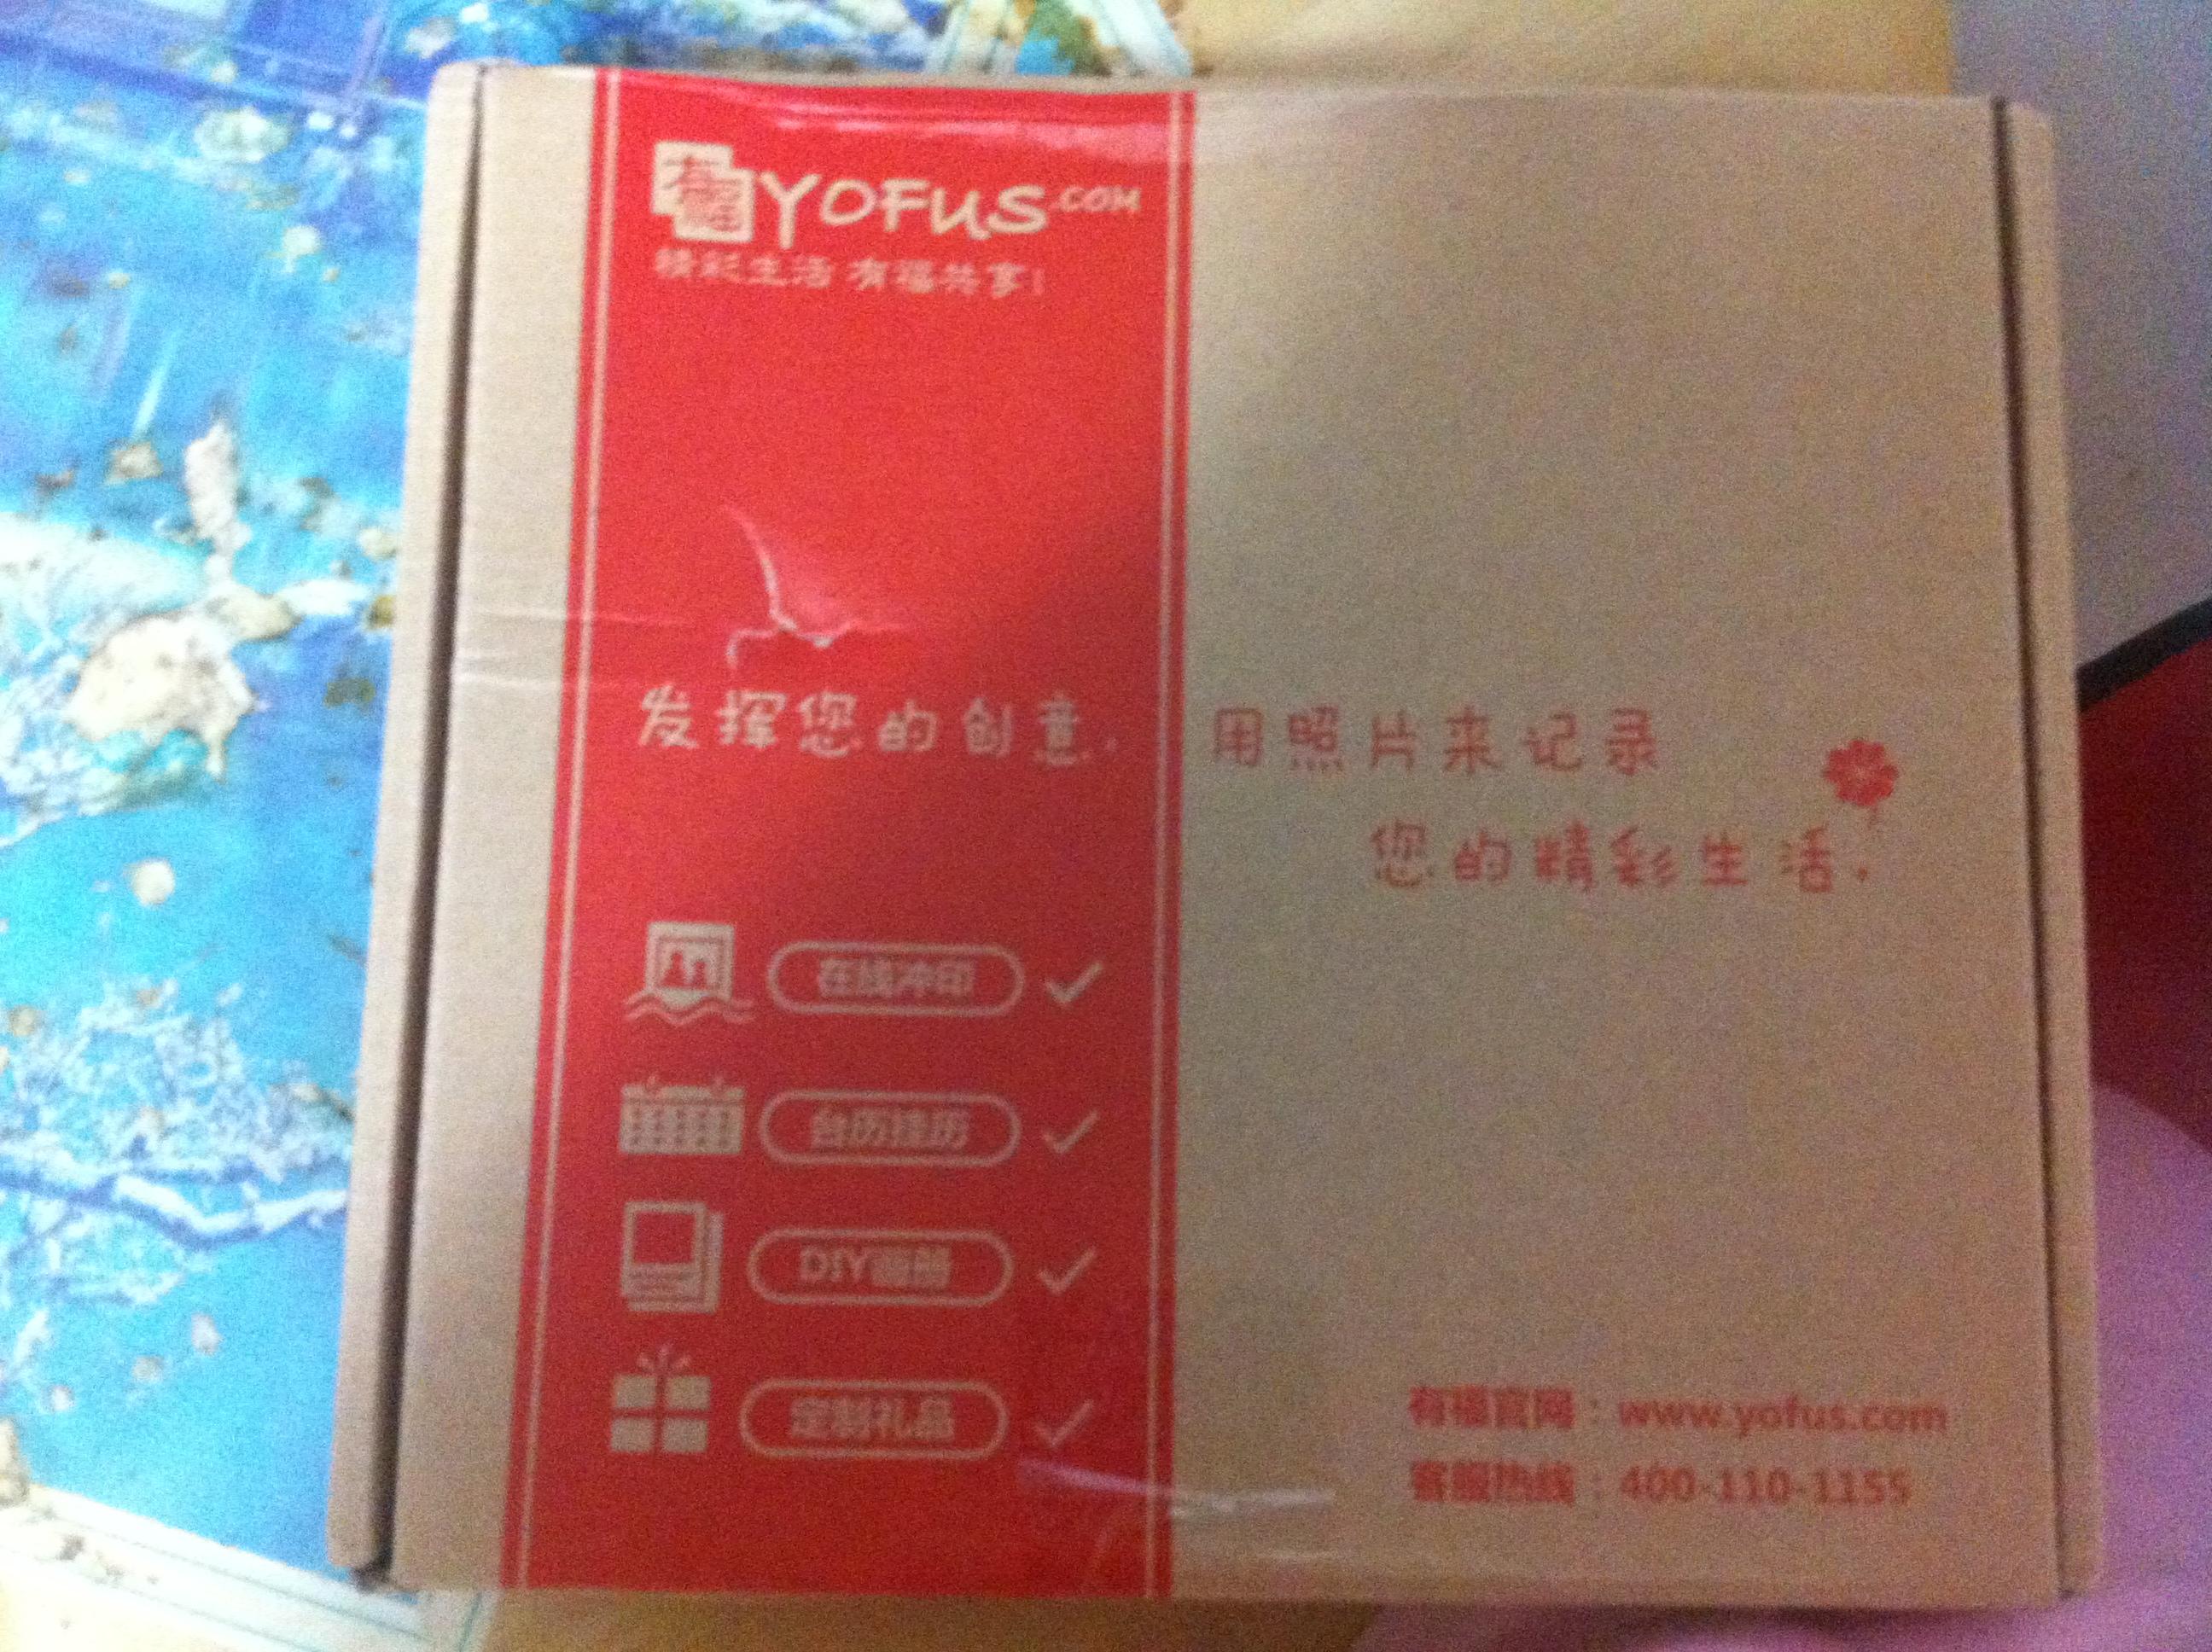 有福 YOFUS.COM
精彩生活 有福共享!
发挥您的创意, 用照片来记录
您的精彩生活.
在线冲印
台历挂历
DIY画册
定制礼品
有福官网:www.yofus.com
客服热线:400-110-1155